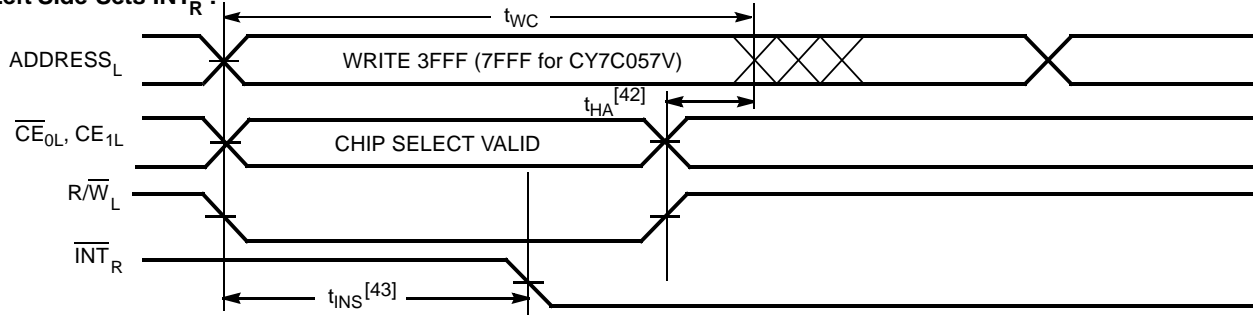 Left Side Sets INT_R :
t_WC
ADDRESS_L
WRITE 3FFF (7FFF for CY7C057V)
t_HA[42]
CE_0L, CE_1L
CHIP SELECT VALID
R/W_L
INT_R
t_INS[43]